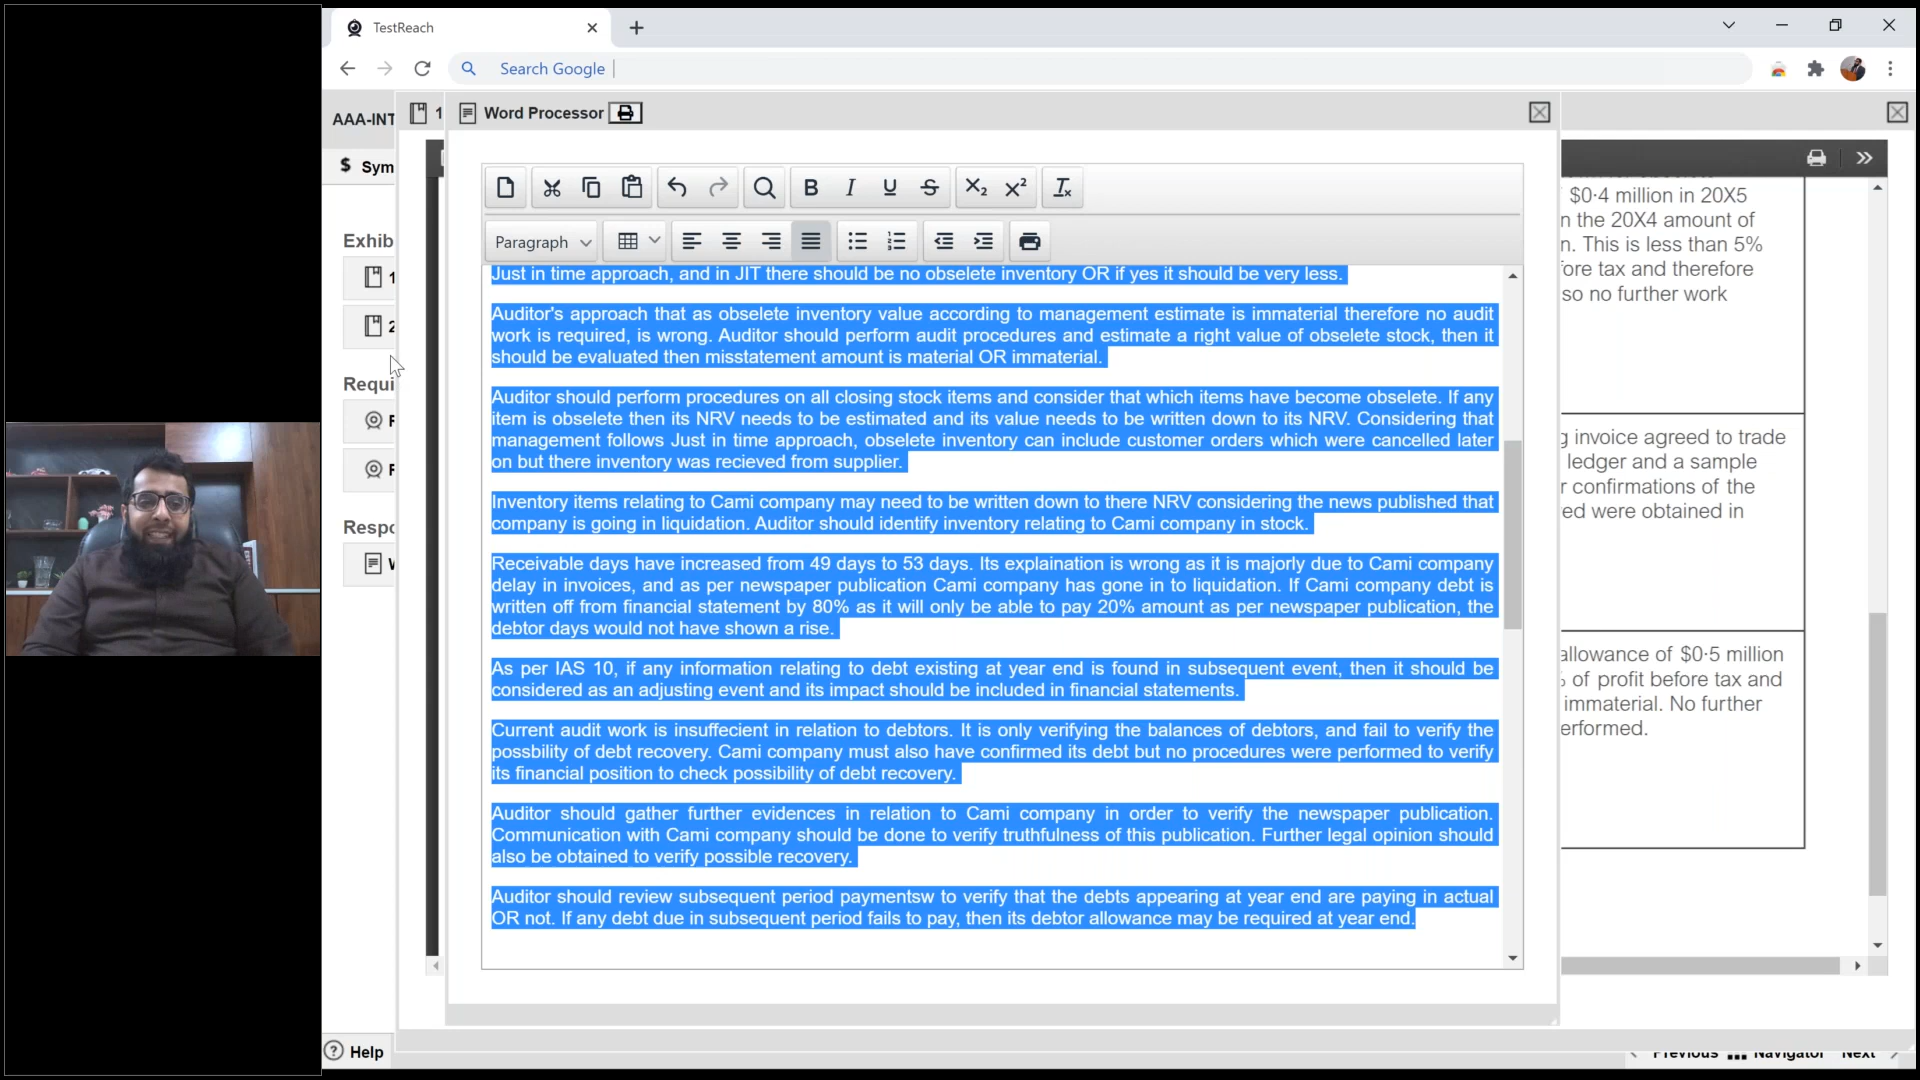 TestReach
Search Google
AAA-INT
1
Word Processor
$ Sym
Exhib
1
2
Requi
Respo
Paragraph
Just in time approach, and in JIT there should be no obselete inventory OR if yes it should be very less.
Auditor's approach that as obselete inventory value according to management estimate is immaterial therefore no audit
work is required, is wrong. Auditor should perform audit procedures and estimate a right value of obselete stock, then it
should be evaluated then misstatement amount is material OR immaterial.
Auditor should perform procedures on all closing stock items and consider that which items have become obselete. If any
item is obselete then its NRV needs to be estimated and its value needs to be written down to its NRV. Considering that
management follows Just in time approach, obselete inventory can include customer orders which were cancelled later
on but there inventory was recieved from supplier.
Inventory items relating to Cami company may need to be written down to there NRV considering the news published that
company is going in liquidation. Auditor should identify inventory relating to Cami company in stock.
Receivable days have increased from 49 days to 53 days. Its explaination is wrong as it is majorly due to Cami company
delay in invoices, and as per newspaper publication Cami company has gone in to liquidation. If Cami company debt is
written off from financial statement by 80% as it will only be able to pay 20% amount as per newspaper publication, the
debtor days would not have shown a rise.
As per IAS 10, if any information relating to debt existing at year end is found in subsequent event, then it should be
considered as an adjusting event and its impact should be included in financial statements.
Current audit work is insuffecient in relation to debtors. It is only verifying the balances of debtors, and fail to verify the
possbility of debt recovery. Cami company must also have confirmed its debt but no procedures were performed to verify
its financial position to check possibility of debt recovery.
Auditor should gather further evidences in relation to Cami company in order to verify the newspaper publication.
Communication with Cami company should be done to verify truthfulness of this publication. Further legal opinion should
also be obtained to verify possible recovery.
Auditor should review subsequent period paymentsw to verify that the debts appearing at year end are paying in actual
OR not. If any debt due in subsequent period fails to pay, then its debtor allowance may be required at year end.
$0·4 million in 20X5
n the 20X4 amount of
n. This is less than 5%
fore tax and therefore
so no further work
g invoice agreed to trade
ledger and a sample
r confirmations of the
ed were obtained in
allowance of $0·5 million
of profit before tax and
immaterial. No further
erformed.
Help
Previous
Navigator
Next